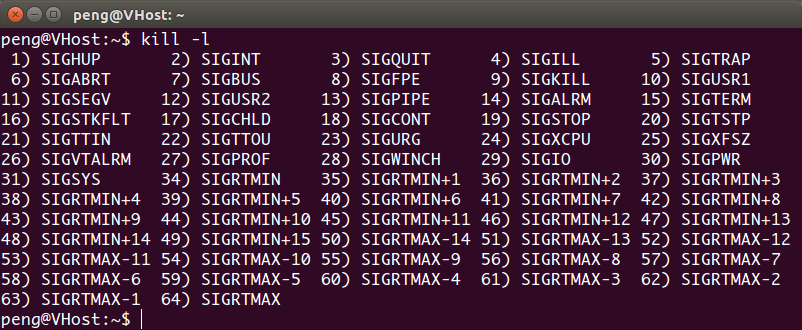 peng@VHost: ~
peng@VHost:~$ kill -l
 1) SIGHUP       2) SIGINT       3) SIGQUIT      4) SIGILL       5) SIGTRAP
 6) SIGABRT      7) SIGBUS       8) SIGFPE       9) SIGKILL     10) SIGUSR1
11) SIGSEGV     12) SIGUSR2     13) SIGPIPE     14) SIGALRM     15) SIGTERM
16) SIGSTKFLT   17) SIGCHLD     18) SIGCONT     19) SIGSTOP     20) SIGTSTP
21) SIGTTIN     22) SIGTTOU     23) SIGURG      24) SIGXCPU     25) SIGXFSZ
26) SIGVTALRM   27) SIGPROF     28) SIGWINCH    29) SIGIO       30) SIGPWR
31) SIGSYS      34) SIGRTMIN    35) SIGRTMIN+1  36) SIGRTMIN+2  37) SIGRTMIN+3
38) SIGRTMIN+4  39) SIGRTMIN+5  40) SIGRTMIN+6  41) SIGRTMIN+7  42) SIGRTMIN+8
43) SIGRTMIN+9  44) SIGRTMIN+10 45) SIGRTMIN+11 46) SIGRTMIN+12 47) SIGRTMIN+13
48) SIGRTMIN+14 49) SIGRTMIN+15 50) SIGRTMAX-14 51) SIGRTMAX-13 52) SIGRTMAX-12
53) SIGRTMAX-11 54) SIGRTMAX-10 55) SIGRTMAX-9  56) SIGRTMAX-8  57) SIGRTMAX-7
58) SIGRTMAX-6  59) SIGRTMAX-5  60) SIGRTMAX-4  61) SIGRTMAX-3  62) SIGRTMAX-2
63) SIGRTMAX-1  64) SIGRTMAX
peng@VHost:~$